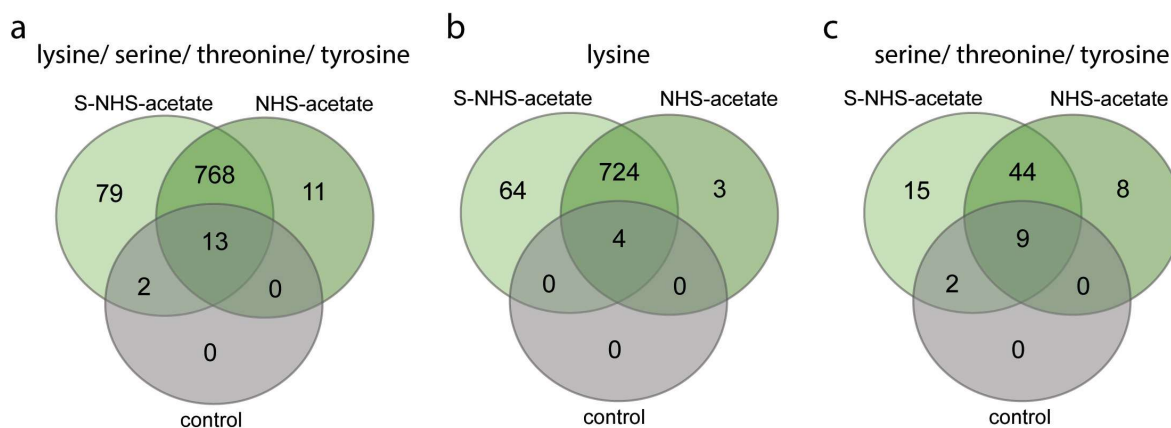 a
lysine/ serine/ threonine/ tyrosine
S-NHS-acetate
NHS-acetate
79
768
11
13
2
0
0
control
b
lysine
S-NHS-acetate
NHS-acetate
64
724
3
4
0
0
0
control
c
serine/ threonine/ tyrosine
S-NHS-acetate
NHS-acetate
15
44
8
9
2
0
0
control